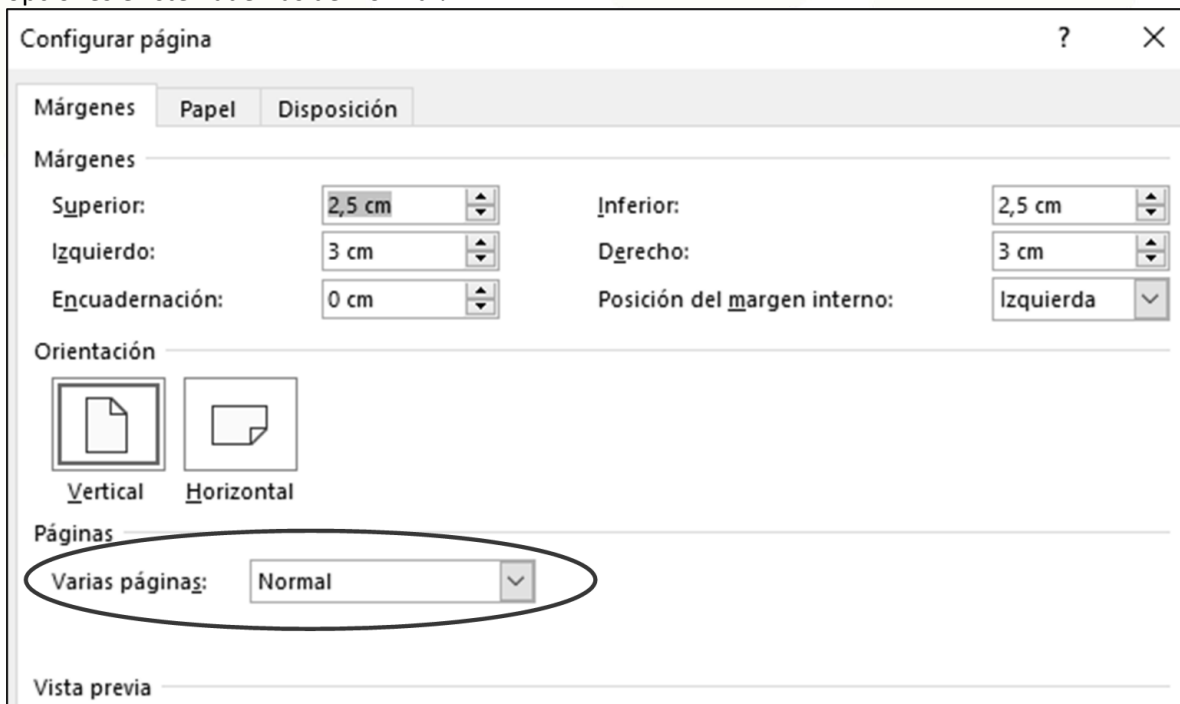 Configurar página ? ×
Márgenes Papel Disposición
Márgenes
Superior: 2,5 cm Inferior: 2,5 cm
Izquierdo: 3 cm Derecho: 3 cm
Encuadernación: 0 cm Posición del margen interno: Izquierda
Orientación
Vertical Horizontal
Páginas
Varias páginas: Normal
Vista previa